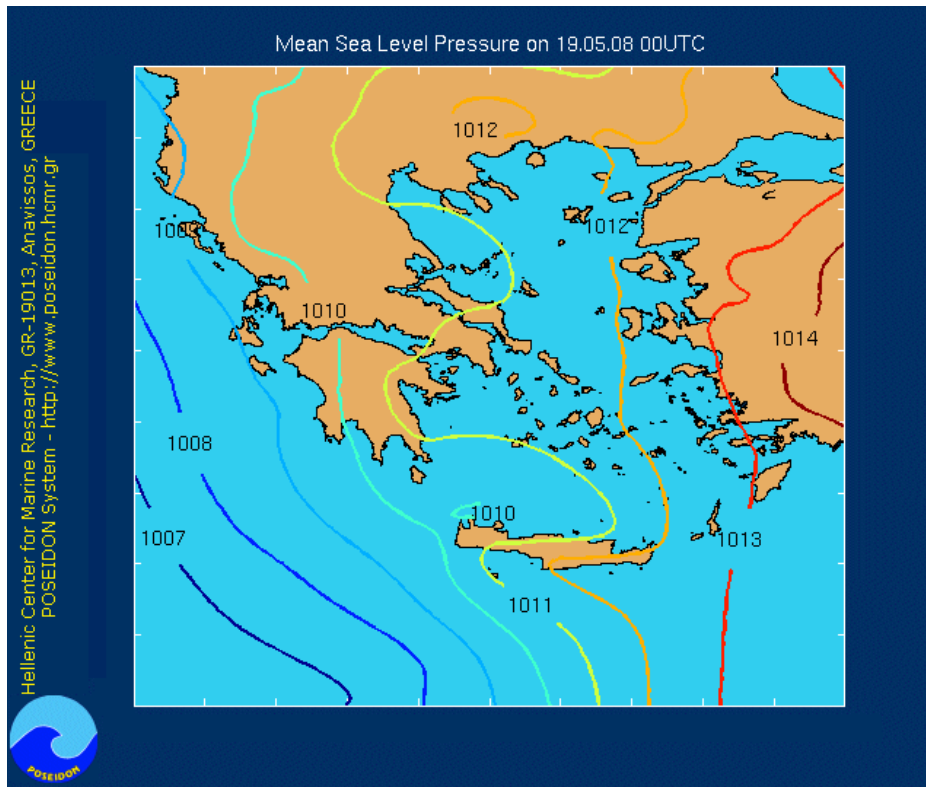 Mean Sea Level Pressure on 19.05.08 00UTC
Hellenic Center for Marine Research, GR-19013, Anavissos, GREECE
POSEIDON System - http://www.poseidon.hcmr.gr
1012
1012
1010
1014
1008
1010
1007
1013
1011
POSEIDON